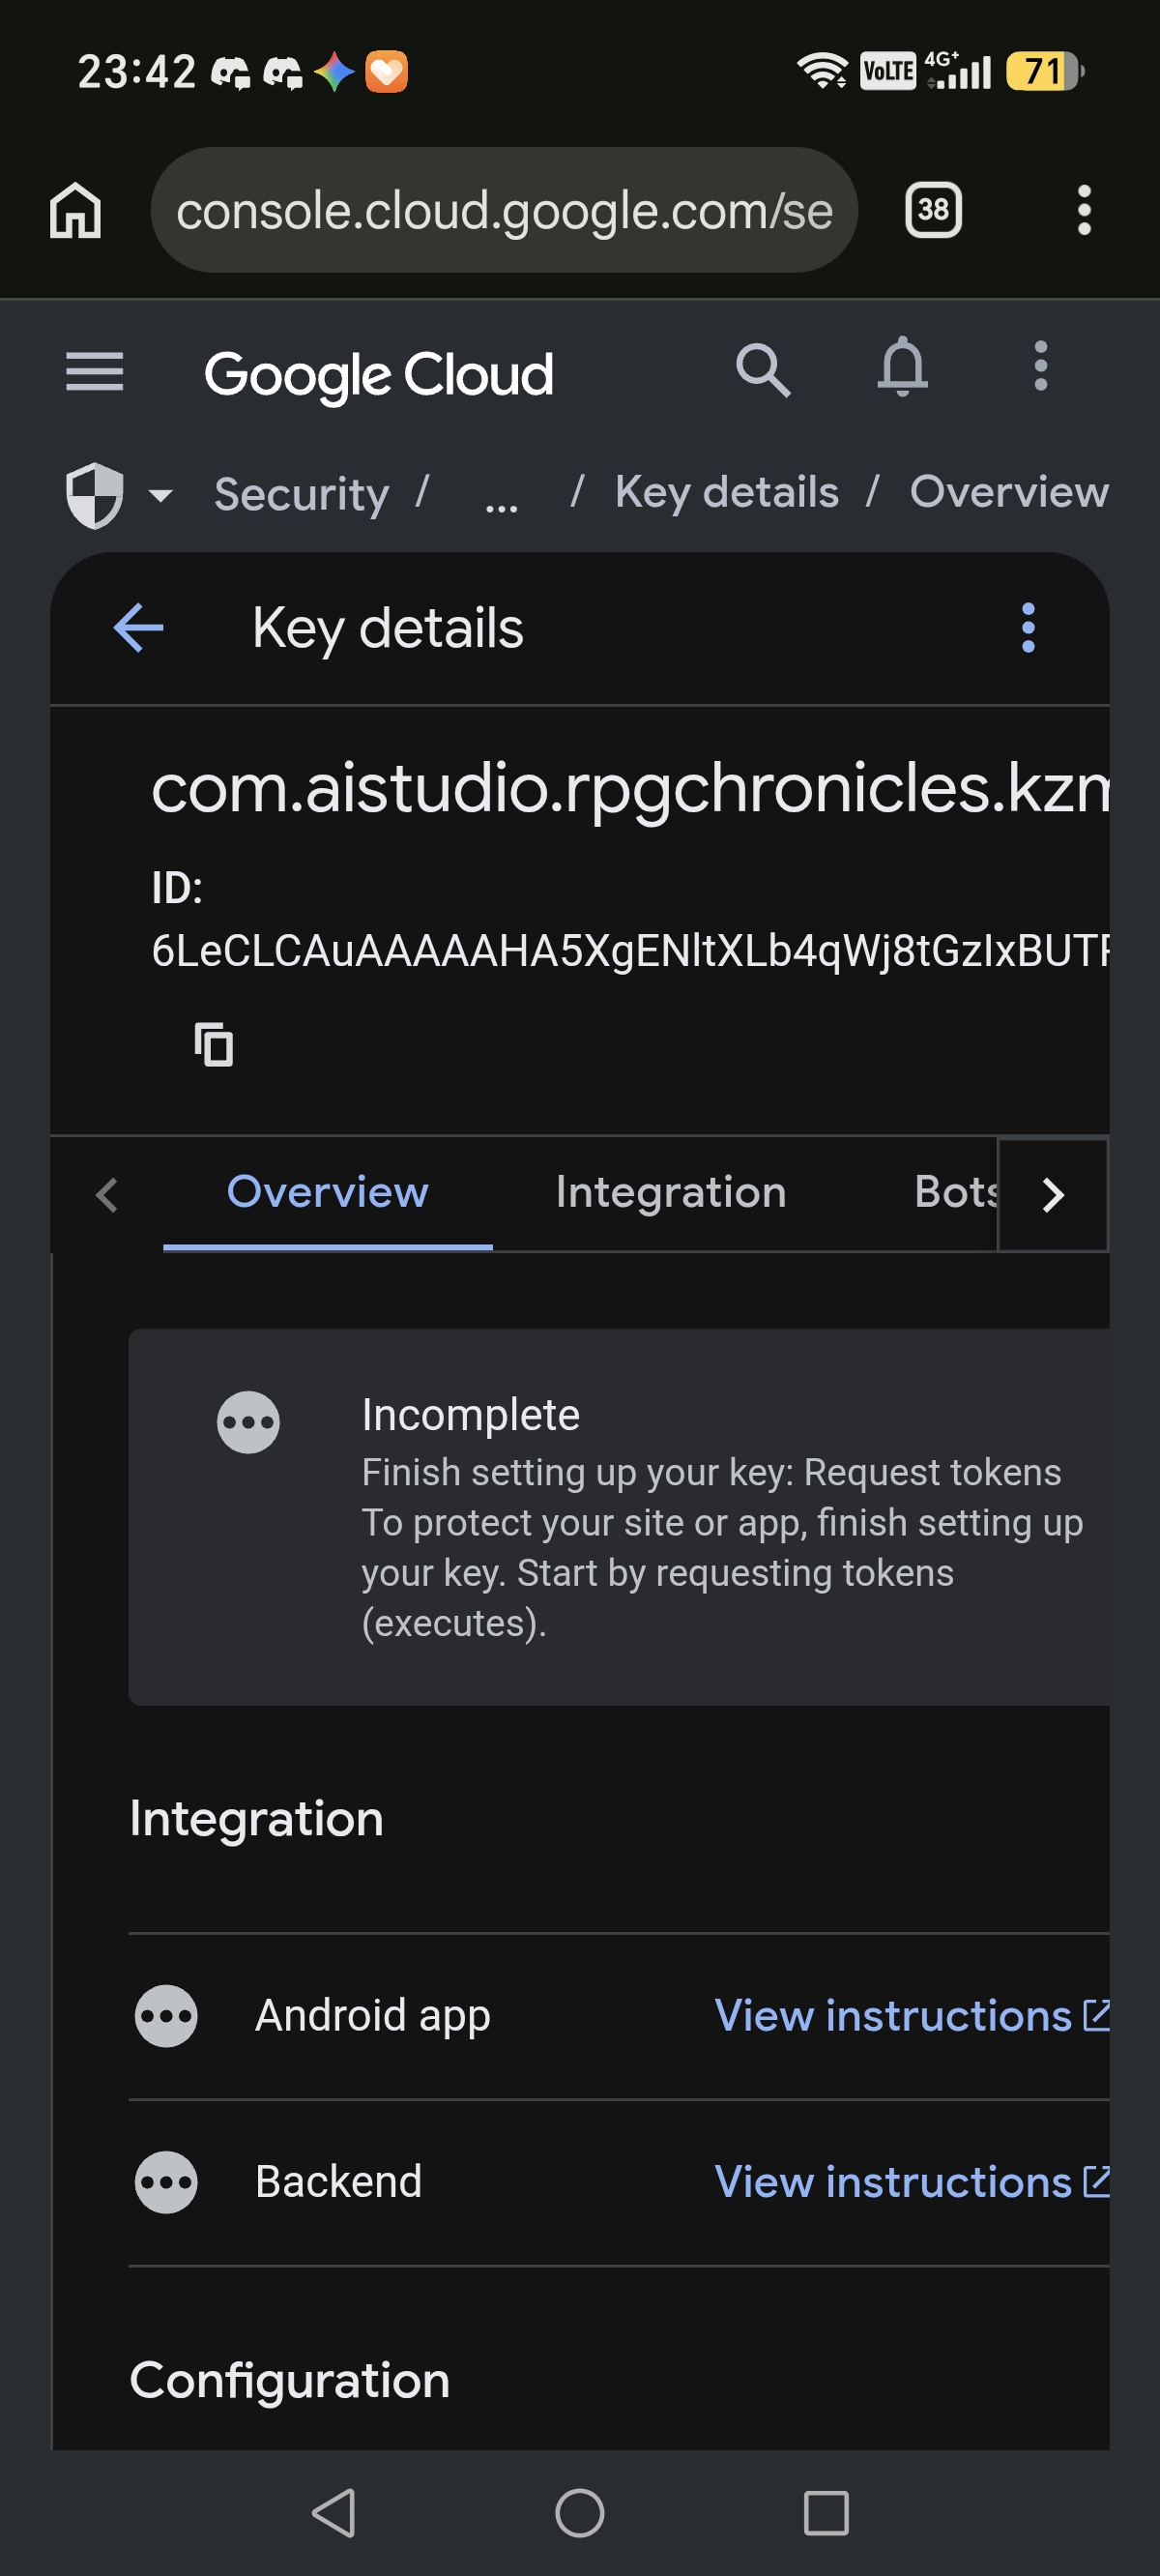 23:42
VoLTE 4G+ 71
console.cloud.google.com/se
38
Google Cloud
Security / ... / Key details / Overview
Key details
com.aistudio.rpgchronicles.kzm
ID:
6LeCLCAuAAAAAHA5XgENltXLb4qWj8tGzIxBUTF
Overview Integration Bots
Incomplete
Finish setting up your key: Request tokens
To protect your site or app, finish setting up
your key. Start by requesting tokens
(executes).
Integration
Android app View instructions
Backend View instructions
Configuration